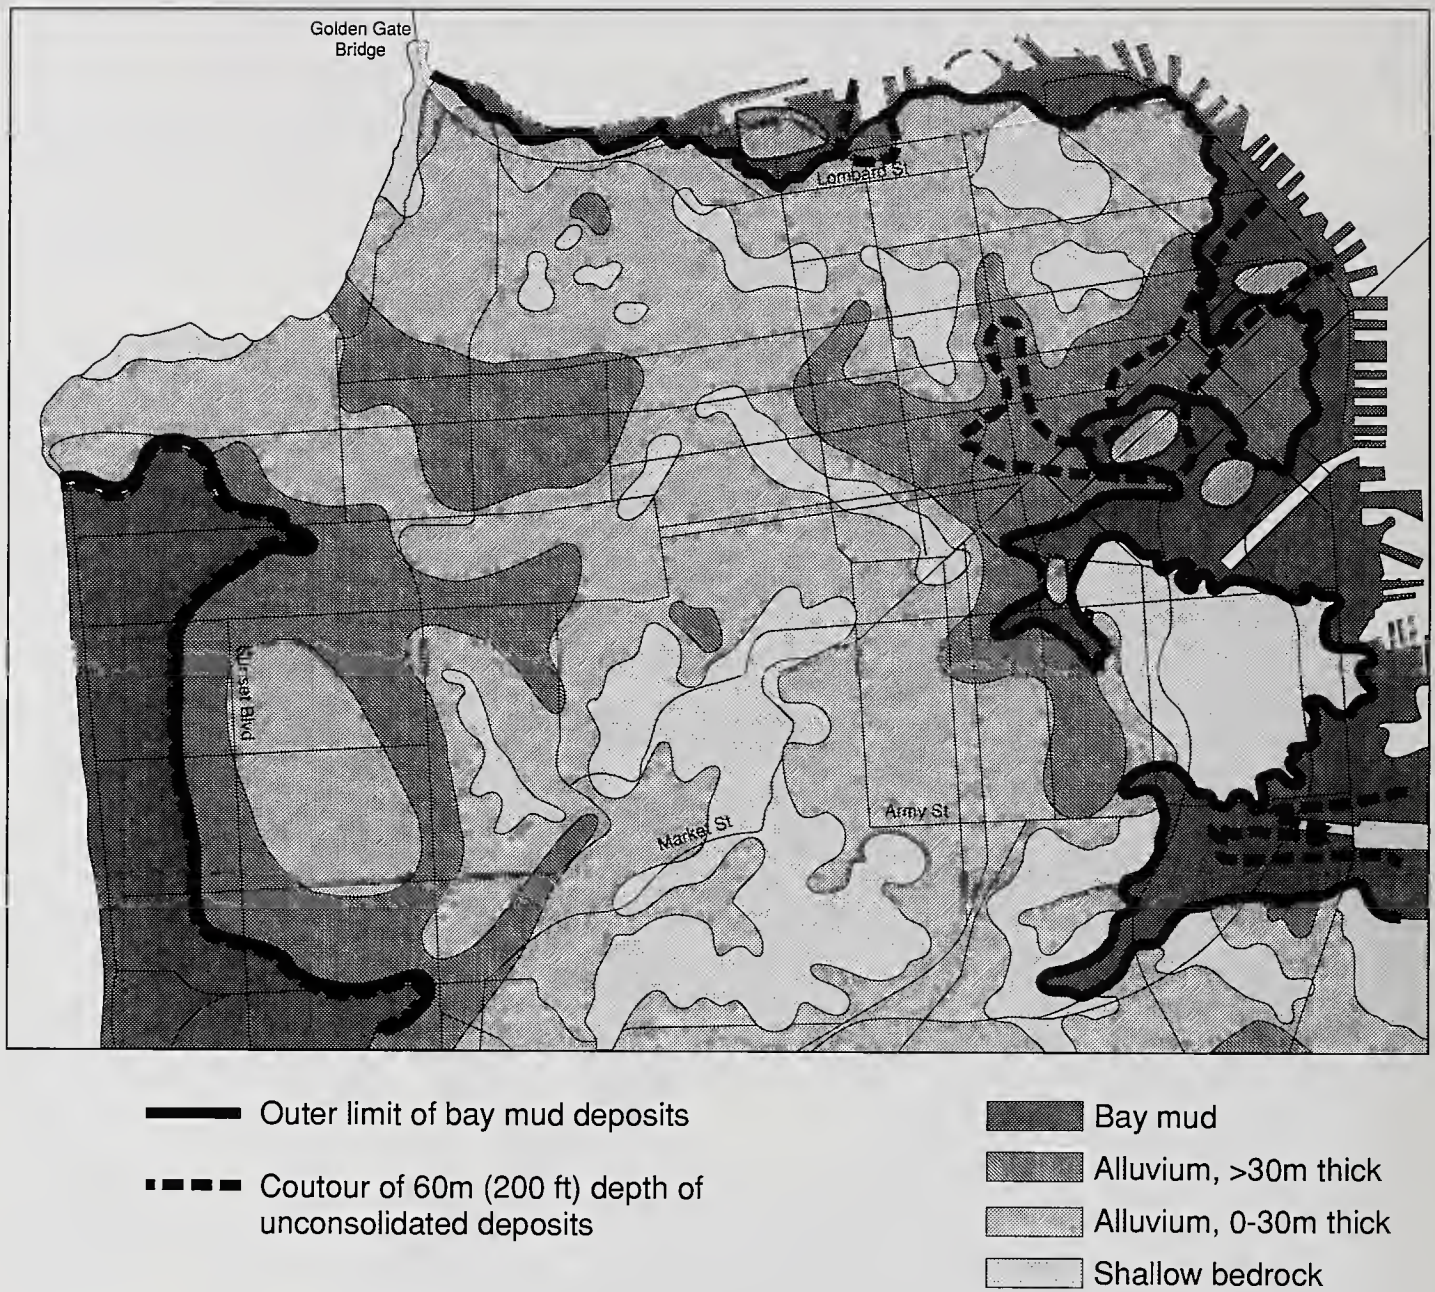 Golden Gate
Bridge
Lombard St
Sunset Blvd
Market St
Army St
Outer limit of bay mud deposits
Coutour of 60m (200 ft) depth of
unconsolidated deposits
Bay mud
Alluvium, >30m thick
Alluvium, 0-30m thick
Shallow bedrock